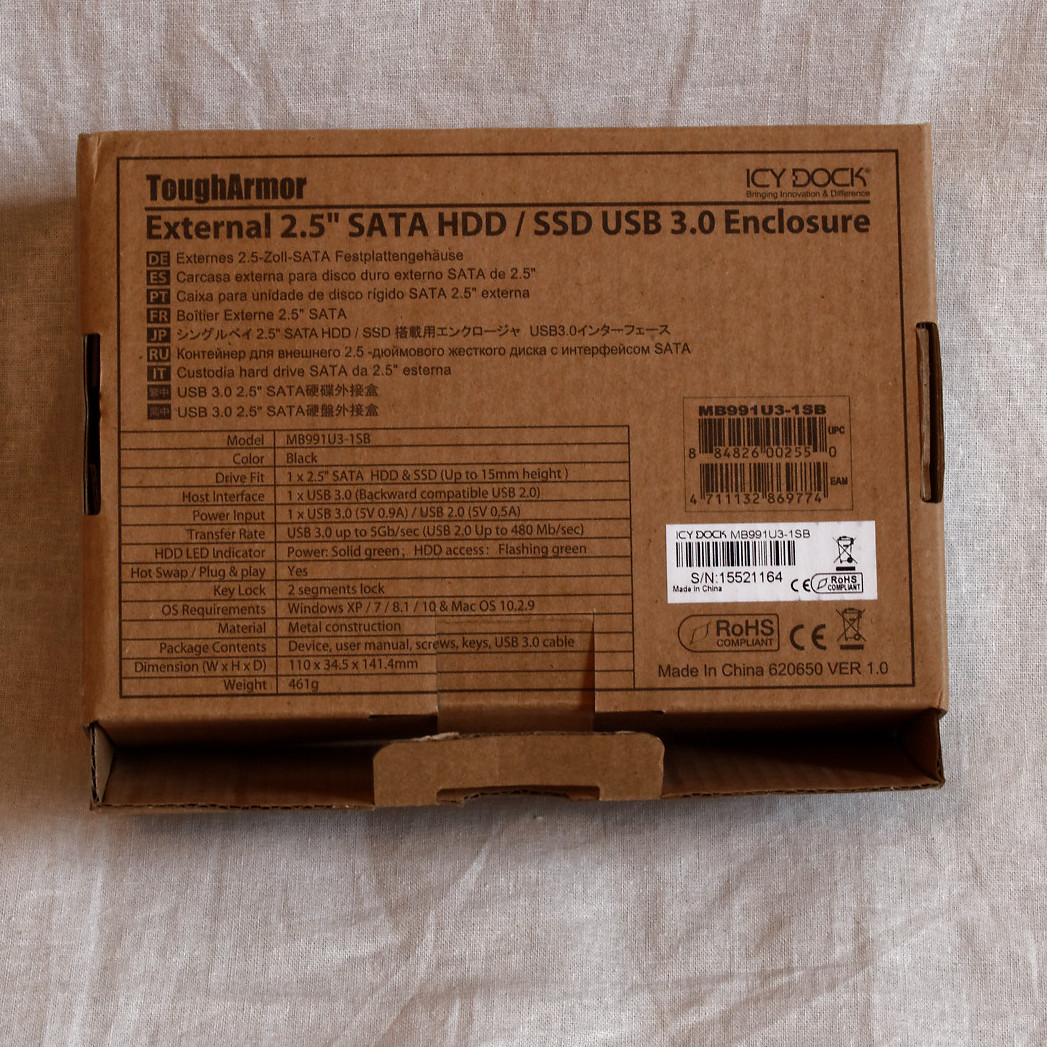 ToughArmor
ICY DOCK®
Bringing Innovation & Difference
External 2.5" SATA HDD / SSD USB 3.0 Enclosure
DE Externes 2.5-Zoll-SATA Festplattengehäuse
ES Carcasa externa para disco duro externo SATA de 2.5"
PT Caixa para unidade de disco rígido SATA 2.5" externa
FR Boîtier Externe 2.5" SATA
JP シングルベイ 2.5" SATA HDD / SSD 搭載用エンクロージャ USB3.0インターフェース
RU Контейнер для внешнего 2.5 -дюймового жесткого диска с интерфейсом SATA
IT Custodia hard drive SATA da 2.5" esterna
繁中 USB 3.0 2.5" SATA硬碟外接盒
USB 3.0 2.5" SATA硬盤外接盒
Model MB991U3-1SB
Color Black
Drive Fit 1 x 2.5" SATA HDD & SSD (Up to 15mm height )
Host Interface 1 x USB 3.0 (Backward compatible USB 2.0)
Power Input 1 x USB 3.0 (5V 0.9A) / USB 2.0 (5V 0,5A)
Transfer Rate USB 3.0 up to 5Gb/sec (USB 2.0 Up to 480 Mb/sec)
HDD LED Indicator Power: Solid green; HDD access: Flashing green
Hot Swap / Plug & play Yes
Key Lock 2 segments lock
OS Requirements Windows XP / 7 / 8.1 / 10 & Mac OS 10.2.9
Material Metal construction
Package Contents Device, user manual, screws, keys, USB 3.0 cable
Dimension (W x H x D) 110 x 34.5 x 141.4mm
Weight 461g
MB991U3-1SB
UPC
8 84826 00255 0
EAN
4 711132 869774
ICY DOCK MB991U3-1SB
S/N:15521164
Made In China
CE RoHS COMPLIANT
RoHS COMPLIANT CE
Made In China 620650 VER 1.0